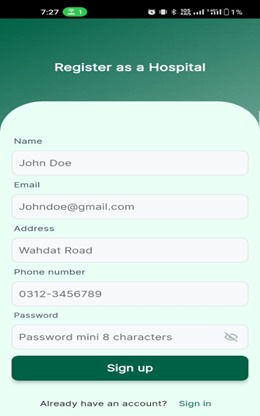 7:27 1 1%
Register as a Hospital
Name
John Doe
Email
Johndoe@gmail.com
Address
Wahdat Road
Phone number
0312-3456789
Password
Password mini 8 characters
Sign up
Already have an account? Sign in